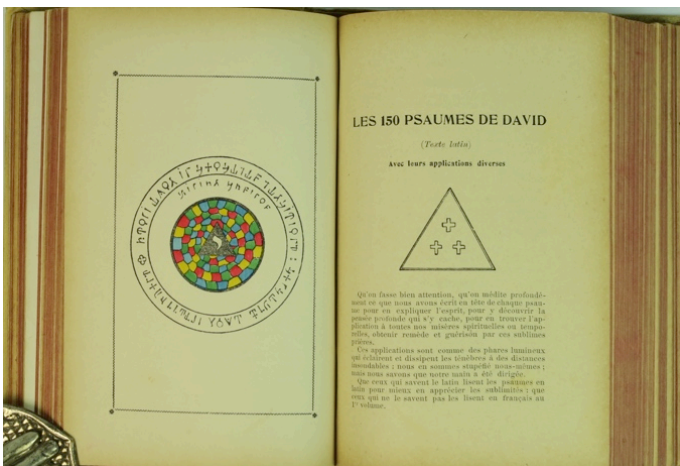 LES 150 PSAUMES DE DAVID
(Texte latin)
Avec leurs applications diverses
Qu'on fasse bien attention, qu'on médite profondé-
ment ce que nous avons écrit en tête de chaque psau-
me pour en expliquer l'esprit, pour y découvrir la
pensée profonde qui s'y cache, pour en trouver l'ap-
plication à toutes nos misères spirituelles ou tempo-
relles, obtenir remède et guérison par ces sublimes
prières.
Ces applications sont comme des phares lumineux
qui éclairent et dissipent les ténèbres à des distances
insondables ; nous en sommes stupéfié nous-mêmes ;
mais nous savons que notre main a été dirigée.
Que ceux qui savent le latin lisent les psaumes en
latin pour mieux en apprécier les sublimités ; que
ceux qui ne le savent pas les lisent en français au
1er volume.